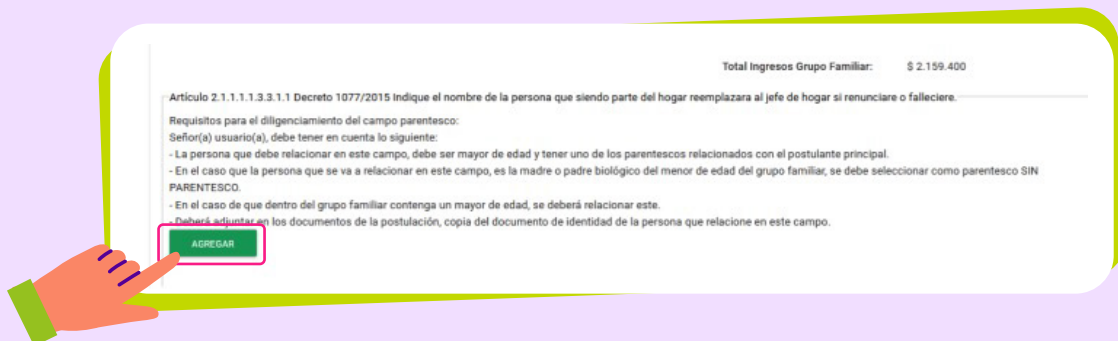 Total Ingresos Grupo Familiar: $ 2.159.400
Artículo 2.1.1.1.1.3.3.1.1 Decreto 1077/2015 Indique el nombre de la persona que siendo parte del hogar reemplazara al jefe de hogar si renunciare o falleciere.
Requisitos para el diligenciamiento del campo parentesco:
Señor(a) usuario(a), debe tener en cuenta lo siguiente:
- La persona que debe relacionar en este campo, debe ser mayor de edad y tener uno de los parentescos relacionados con el postulante principal.
- En el caso que la persona que se va a relacionar en este campo, es la madre o padre biológico del menor de edad del grupo familiar, se debe seleccionar como parentesco SIN
PARENTESCO.
- En el caso de que dentro del grupo familiar contenga un mayor de edad, se deberá relacionar este.
- Deberá adjuntar en los documentos de la postulación, copia del documento de identidad de la persona que relacione en este campo.
AGREGAR